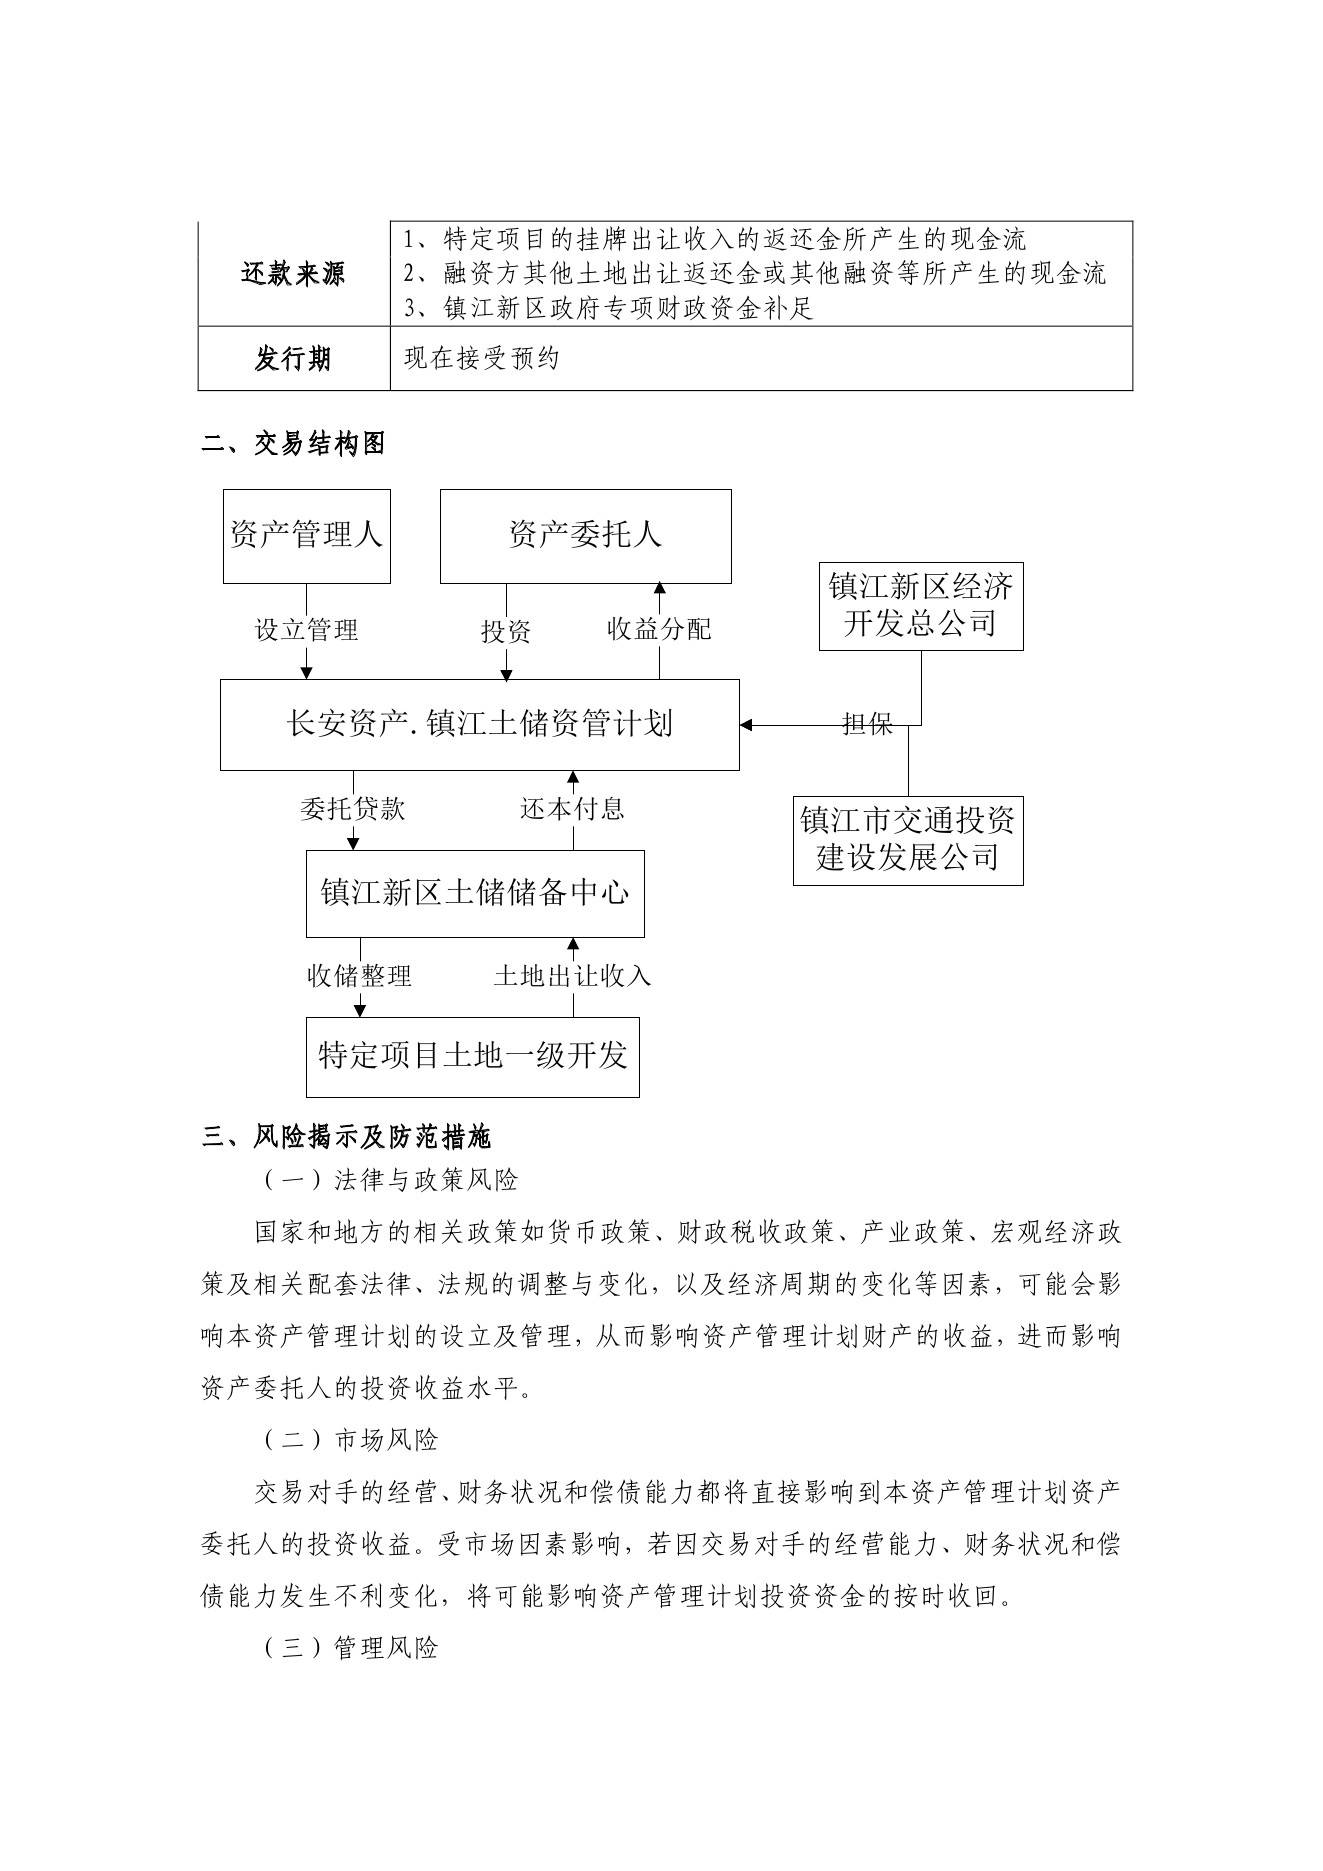 还款来源
1、特定项目的挂牌出让收入的返还金所产生的现金流
2、融资方其他土地出让返还金或其他融资等所产生的现金流
3、镇江新区政府专项财政资金补足
发行期
现在接受预约
二、交易结构图
资产管理人
资产委托人
镇江新区经济
开发总公司
设立管理
投资
收益分配
长安资产.镇江土储资管计划
担保
委托贷款
还本付息
镇江市交通投资
建设发展公司
镇江新区土储储备中心
收储整理
土地出让收入
特定项目土地一级开发
三、风险揭示及防范措施
（一）法律与政策风险
国家和地方的相关政策如货币政策、财政税收政策、产业政策、宏观经济政
策及相关配套法律、法规的调整与变化，以及经济周期的变化等因素，可能会影
响本资产管理计划的设立及管理，从而影响资产管理计划财产的收益，进而影响
资产委托人的投资收益水平。
（二）市场风险
交易对手的经营、财务状况和偿债能力都将直接影响到本资产管理计划资产
委托人的投资收益。受市场因素影响，若因交易对手的经营能力、财务状况和偿
债能力发生不利变化，将可能影响资产管理计划投资资金的按时收回。
（三）管理风险